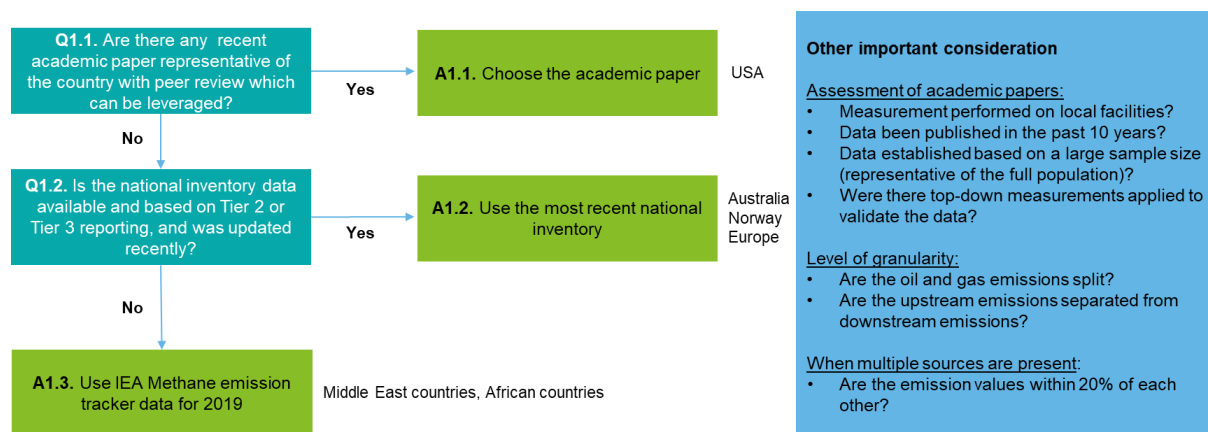 Q1.1. Are there any recent
academic paper representative
of the country with peer review which
can be leveraged?
Yes
A1.1. Choose the academic paper
USA
No
Q1.2. Is the national inventory data
available and based on Tier 2 or
Tier 3 reporting, and was updated
recently?
Yes
A1.2. Use the most recent national
inventory
Australia
Norway
Europe
No
A1.3. Use IEA Methane emission
tracker data for 2019
Middle East countries, African countries
Other important consideration
Assessment of academic papers:
• Measurement performed on local facilities?
• Data been published in the past 10 years?
• Data established based on a large sample size
(representative of the full population)?
• Were there top-down measurements applied to
validate the data?
Level of granularity:
• Are the oil and gas emissions split?
• Are the upstream emissions separated from
downstream emissions?
When multiple sources are present:
• Are the emission values within 20% of each
other?